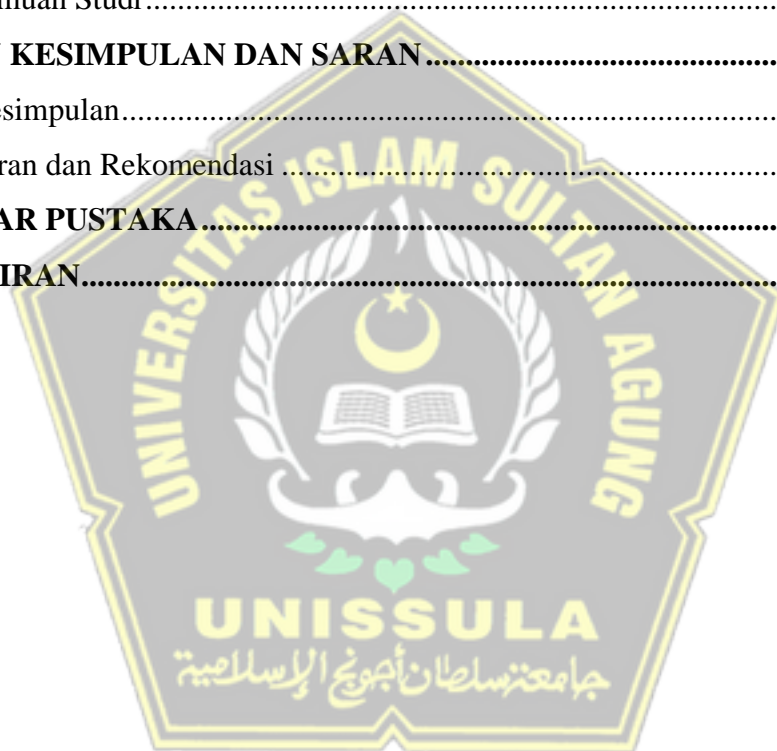 muan Studi
KESIMPULAN DAN SARAN
esimpulan
ran dan Rekomendasi
AR PUSTAKA
IRAN
UNIVERSITAS ISLAM SULTAN AGUNG
UNISSULA
جامعة سلطان أجونج الإسلامية